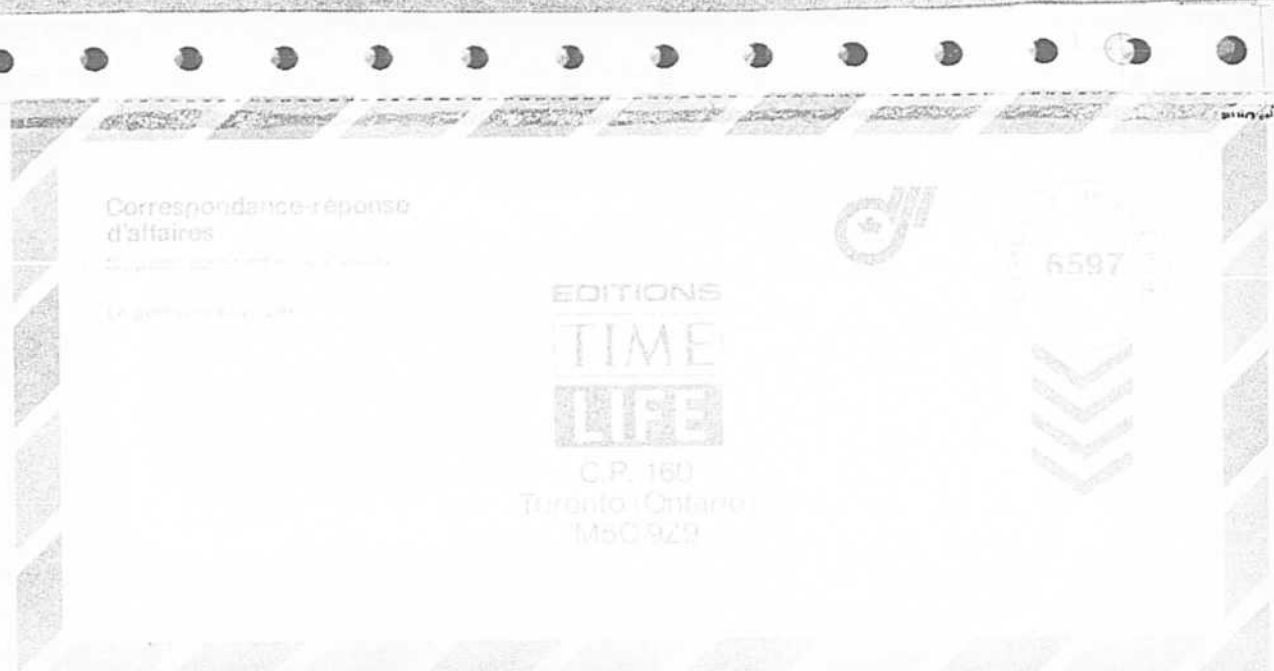 Correspondance-réponse
d'affaires
6597
EDITIONS
TIME
LIFE
C.P. 160
Toronto (Ontario)
M5C 9Z9